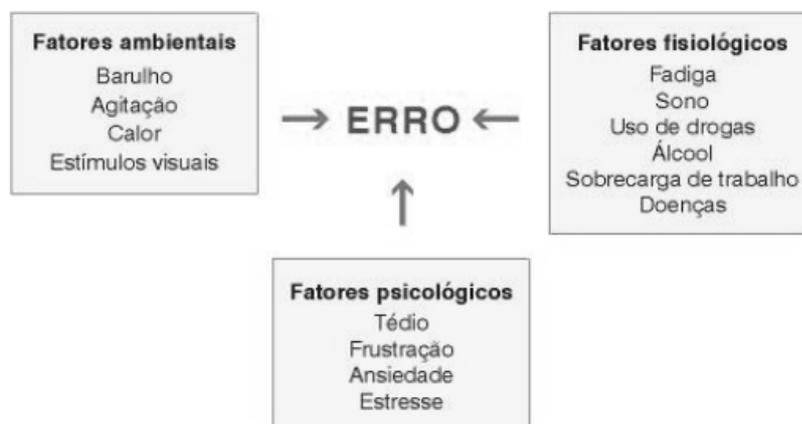 Fatores ambientais
Barulho
Agitação
Calor
Estímulos visuais
→ ERRO ←
Fatores fisiológicos
Fadiga
Sono
Uso de drogas
Álcool
Sobrecarga de trabalho
Doenças
↑
Fatores psicológicos
Tédio
Frustração
Ansiedade
Estresse